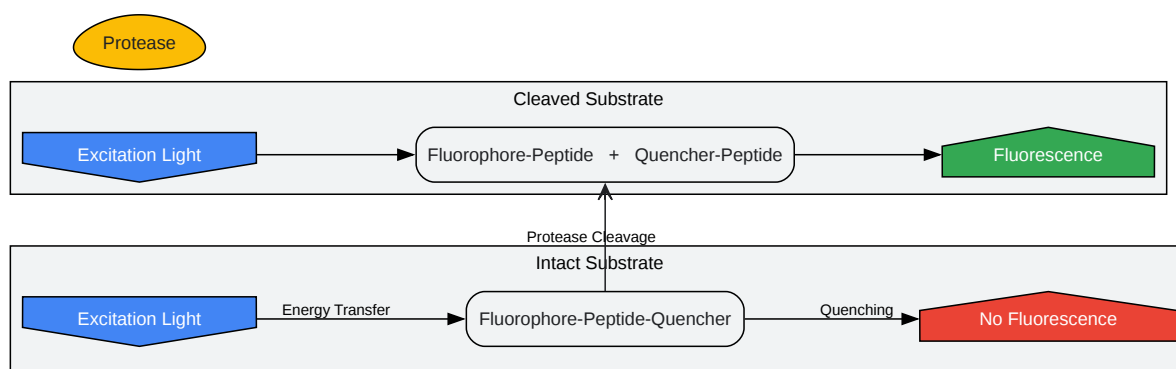 Protease
Cleaved Substrate
Excitation Light
Fluorophore-Peptide + Quencher-Peptide
Fluorescence
Protease Cleavage
Intact Substrate
Excitation Light
Energy Transfer
Fluorophore-Peptide-Quencher
Quenching
No Fluorescence